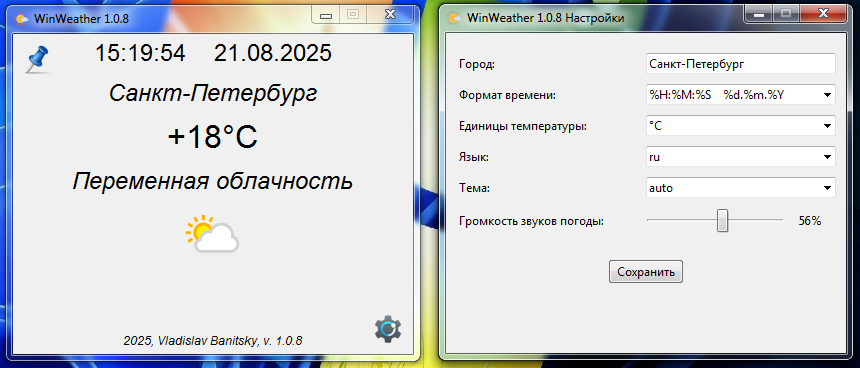 WinWeather 1.0.8
15:19:54 21.08.2025
Санкт-Петербург
+18°C
Переменная облачность
2025, Vladislav Banitsky, v. 1.0.8
WinWeather 1.0.8 Настройки
Город: Санкт-Петербург
Формат времени: %H:%M:%S %d.%m.%Y
Единицы температуры: °C
Язык: ru
Тема: auto
Громкость звуков погоды: 56%
Сохранить